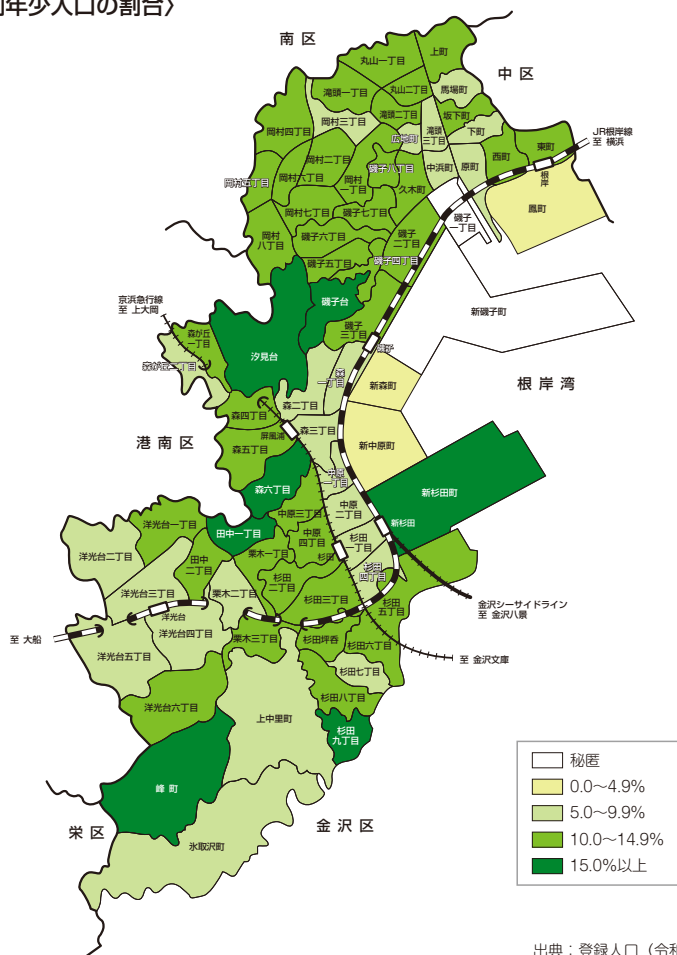 年少人口の割合〉
南区
中区
上町
丸山一丁目
丸山二丁目
馬場町
滝頭一丁目
滝頭二丁目
坂下町
岡村三丁目
岡村四丁目
広地町
滝頭
三丁目
下町
東町
JR根岸線
至 横浜
西町
原町
中浜町
根岸
岡村二丁目
磯子八丁目
岡村五丁目
岡村六丁目
岡村
一丁目
久木町
鳳町
岡村七丁目
磯子七丁目
磯子
一丁目
岡村
八丁目
磯子六丁目
磯子
二丁目
磯子五丁目
磯子四丁目
磯子台
新磯子町
京浜急行線
至 上大岡
磯子
三丁目
磯子
森が丘
一丁目
汐見台
森が丘二丁目
森
一丁目
新森町
根岸湾
森二丁目
森四丁目
港南区
屏風浦
森三丁目
森五丁目
新中原町
中原
一丁目
森六丁目
新杉田町
中原三丁目
中原
二丁目
新杉田
洋光台一丁目
田中一丁目
中原
四丁目
杉田
一丁目
洋光台二丁目
栗木一丁目
杉田
田中
二丁目
杉田
四丁目
杉田
二丁目
洋光台三丁目
栗木二丁目
杉田三丁目
杉田
五丁目
金沢シーサイドライン
至 金沢八景
洋光台
至 大船
洋光台四丁目
栗木三丁目
杉田坪呑
杉田六丁目
洋光台五丁目
至 金沢文庫
杉田七丁目
杉田八丁目
洋光台六丁目
上中里町
杉田
九丁目
峰町
栄区
金沢区
氷取沢町
秘匿
0.0〜4.9%
5.0〜9.9%
10.0〜14.9%
15.0%以上
出典：登録人口（令和